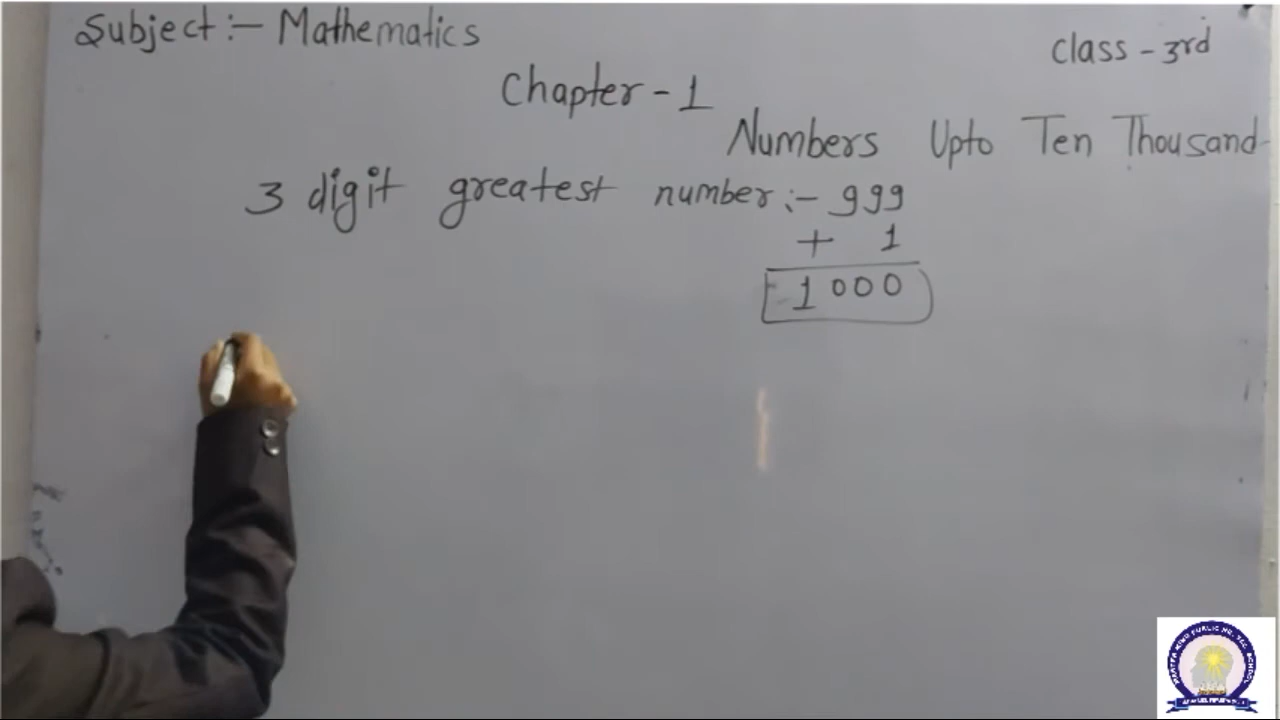 Subject :- Mathematics
Class - 3rd
Chapter - 1
Numbers Upto Ten Thousand
3 digit greatest number :- 999
+ 1
1000